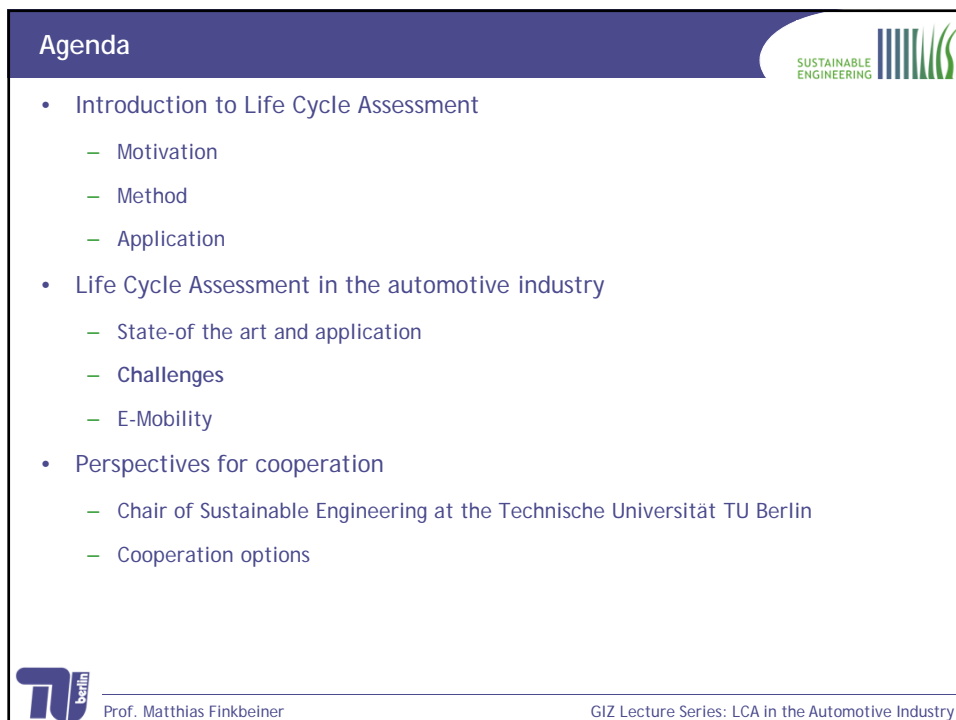 Agenda
SUSTAINABLE
ENGINEERING
• Introduction to Life Cycle Assessment
– Motivation
– Method
– Application
• Life Cycle Assessment in the automotive industry
– State-of the art and application
– Challenges
– E-Mobility
• Perspectives for cooperation
– Chair of Sustainable Engineering at the Technische Universität TU Berlin
– Cooperation options
berlin
Prof. Matthias Finkbeiner
GIZ Lecture Series: LCA in the Automotive Industry